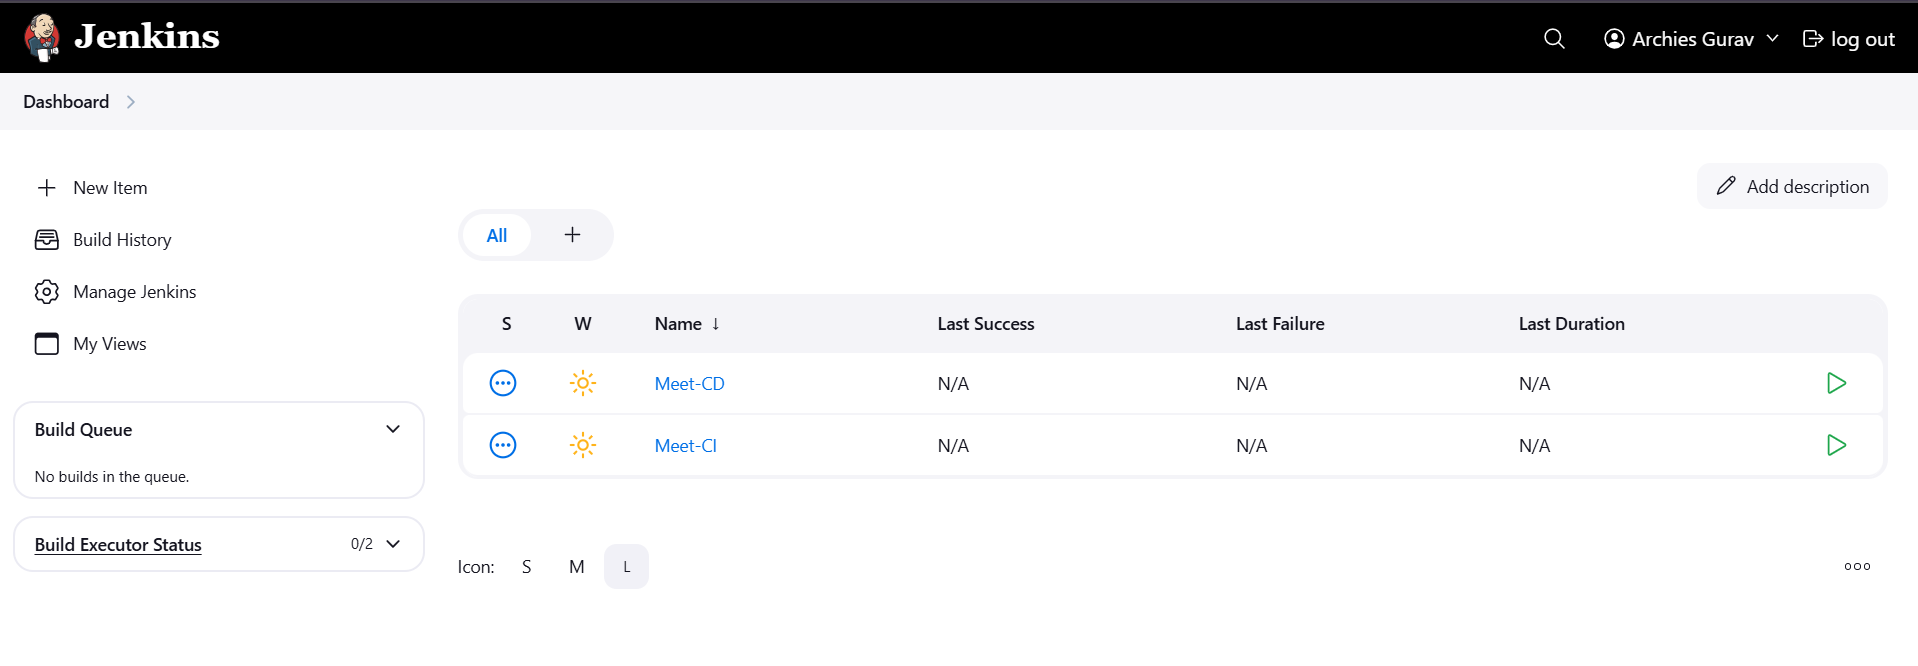 Jenkins
Archies Gurav
log out
Dashboard
New Item
Build History
Manage Jenkins
My Views
Build Queue
No builds in the queue.
Build Executor Status 0/2
Add description
All +
S W Name ↓ Last Success Last Failure Last Duration
Meet-CD N/A N/A N/A
Meet-CI N/A N/A N/A
Icon: S M L